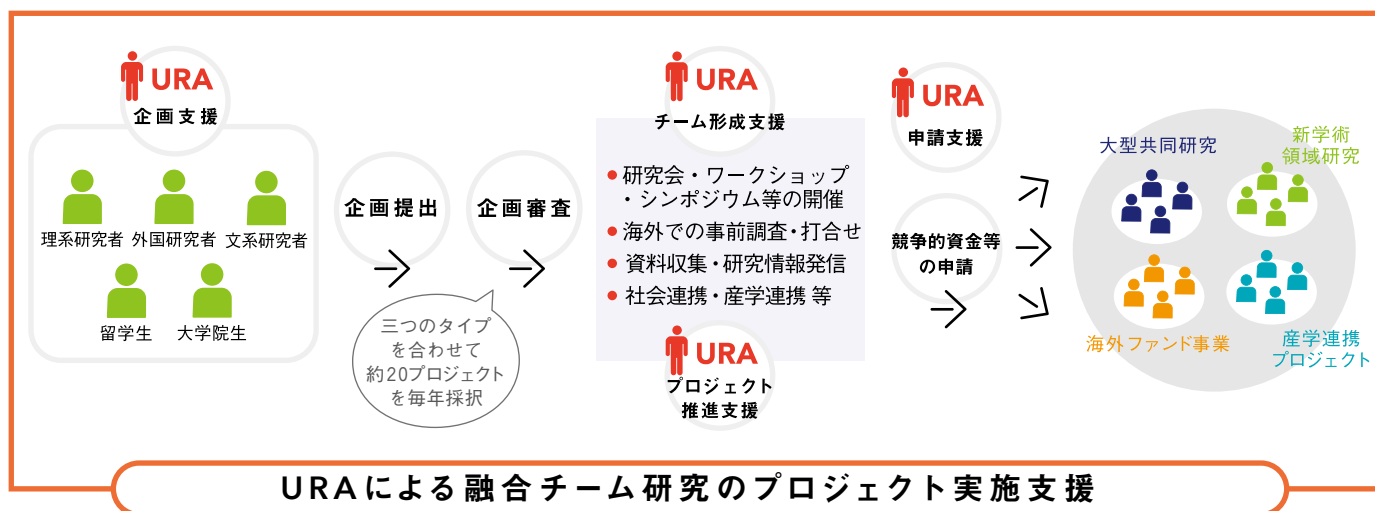 URA
企画支援
理系研究者
外国研究者
文系研究者
留学生
大学院生
企画提出
企画審査
三つのタイプ
を合わせて
約20プロジェクト
を毎年採択
URA
チーム形成支援
●研究会・ワークショップ
・シンポジウム等の開催
●海外での事前調査・打合せ
●資料収集・研究情報発信
●社会連携・産学連携 等
URA
プロジェクト
推進支援
URA
申請支援
競争的資金等
の申請
大型共同研究
新学術
領域研究
海外ファンド事業
産学連携
プロジェクト
URAによる融合チーム研究のプロジェクト実施支援